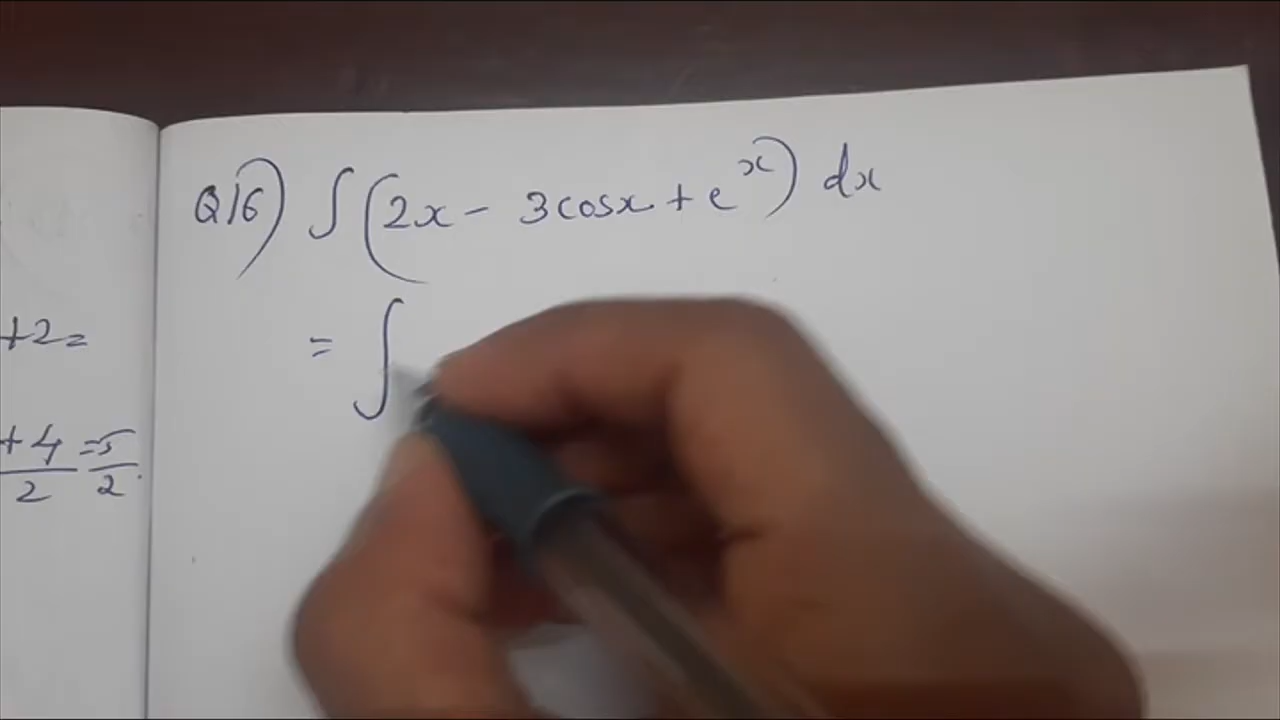 +2=
+4/2 = 5/2.
Q16) ∫(2x - 3cosx + e^x) dx
= ∫